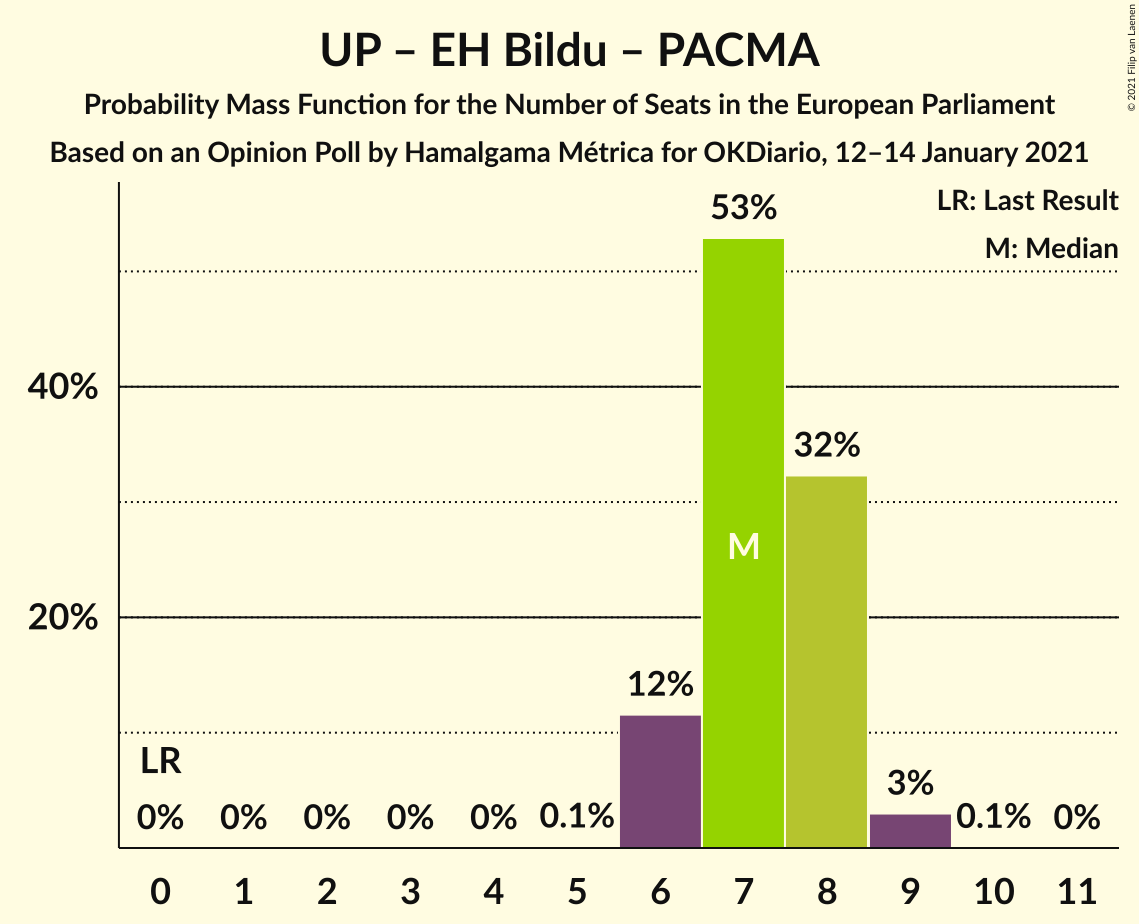 UP – EH Bildu – PACMA
Probability Mass Function for the Number of Seats in the European Parliament
Based on an Opinion Poll by Hamalgama Métrica for OKDiario, 12–14 January 2021
© 2021 Filip van Laenen
LR: Last Result
M: Median
53%
40%
32%
M
20%
12%
LR
3%
0% 0% 0% 0% 0% 0.1% 0.1% 0%
0 1 2 3 4 5 6 7 8 9 10 11